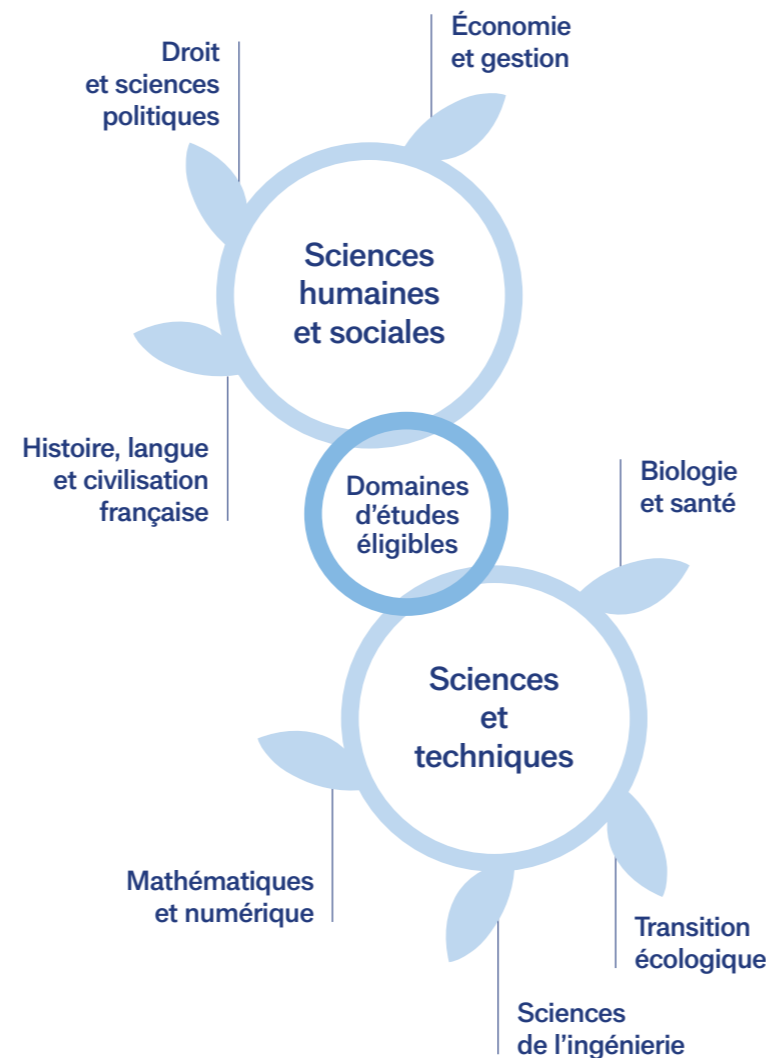 Économie
et gestion
Droit
et sciences
politiques
Sciences
humaines
et sociales
Histoire, langue
et civilisation
française
Domaines
d’études
éligibles
Biologie
et santé
Sciences
et
techniques
Mathématiques
et numérique
Transition
écologique
Sciences
de l’ingénierie